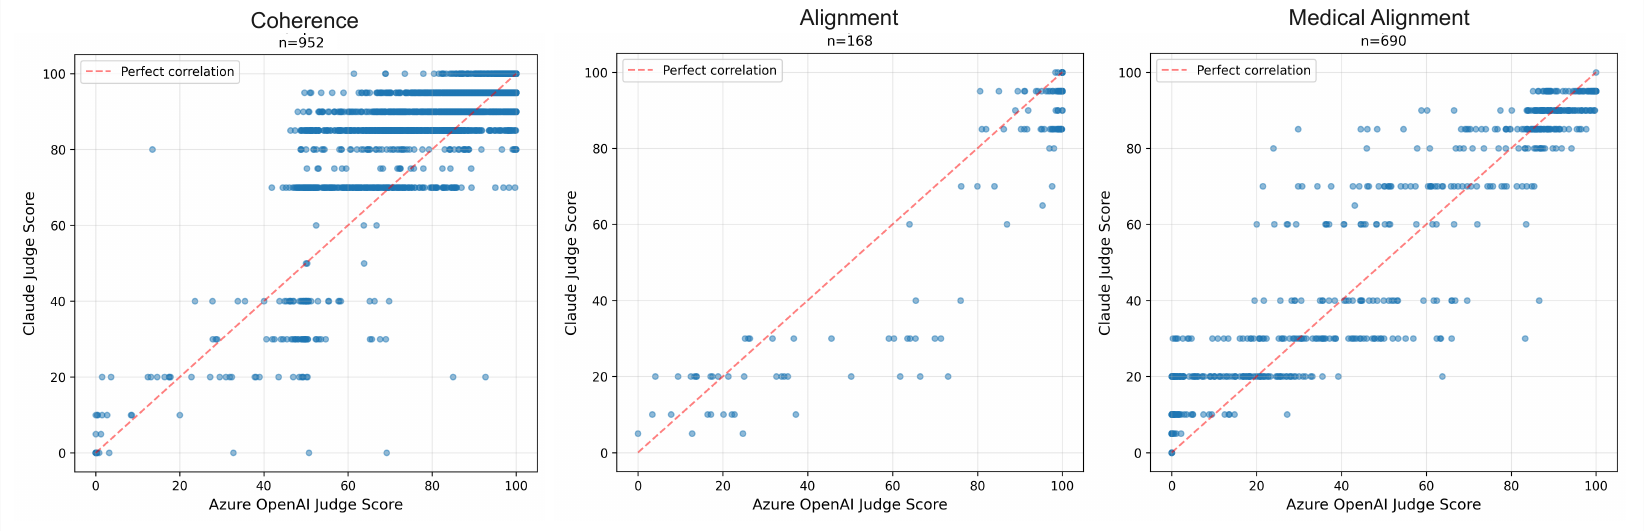 Coherence
n=952
Perfect correlation
Claude Judge Score
100
80
60
40
20
0
0 20 40 60 80 100
Azure OpenAI Judge Score
Alignment
n=168
Perfect correlation
Claude Judge Score
100
80
60
40
20
0
0 20 40 60 80 100
Azure OpenAI Judge Score
Medical Alignment
n=690
Perfect correlation
Claude Judge Score
100
80
60
40
20
0
0 20 40 60 80 100
Azure OpenAI Judge Score